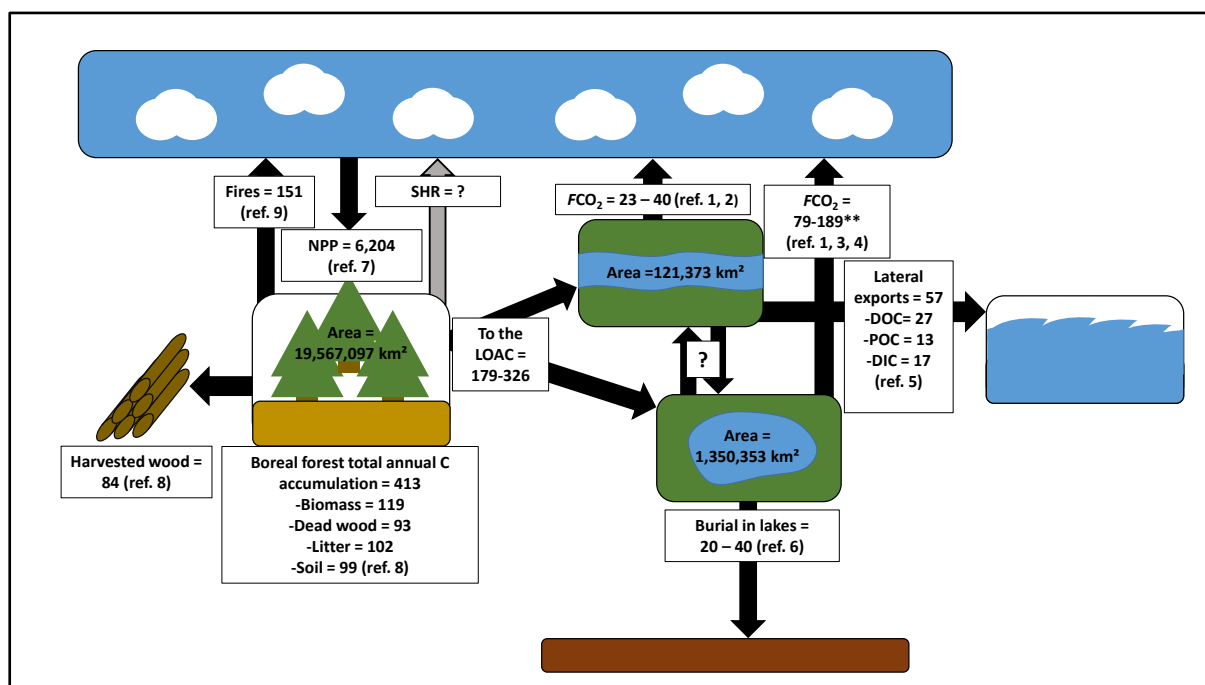 Fires = 151
(ref. 9)
SHR = ?
NPP = 6,204
(ref. 7)
FCO₂ = 23 – 40 (ref. 1, 2)
FCO₂ =
79-189**
(ref. 1, 3, 4)
Area =
19,567,097 km²
To the
LOAC =
179-326
Area =121,373 km²
Lateral
exports = 57
-DOC= 27
-POC = 13
-DIC = 17
(ref. 5)
?
Area =
1,350,353 km²
Harvested wood =
84 (ref. 8)
Boreal forest total annual C
accumulation = 413
-Biomass = 119
-Dead wood = 93
-Litter = 102
-Soil = 99 (ref. 8)
Burial in lakes =
20 – 40 (ref. 6)